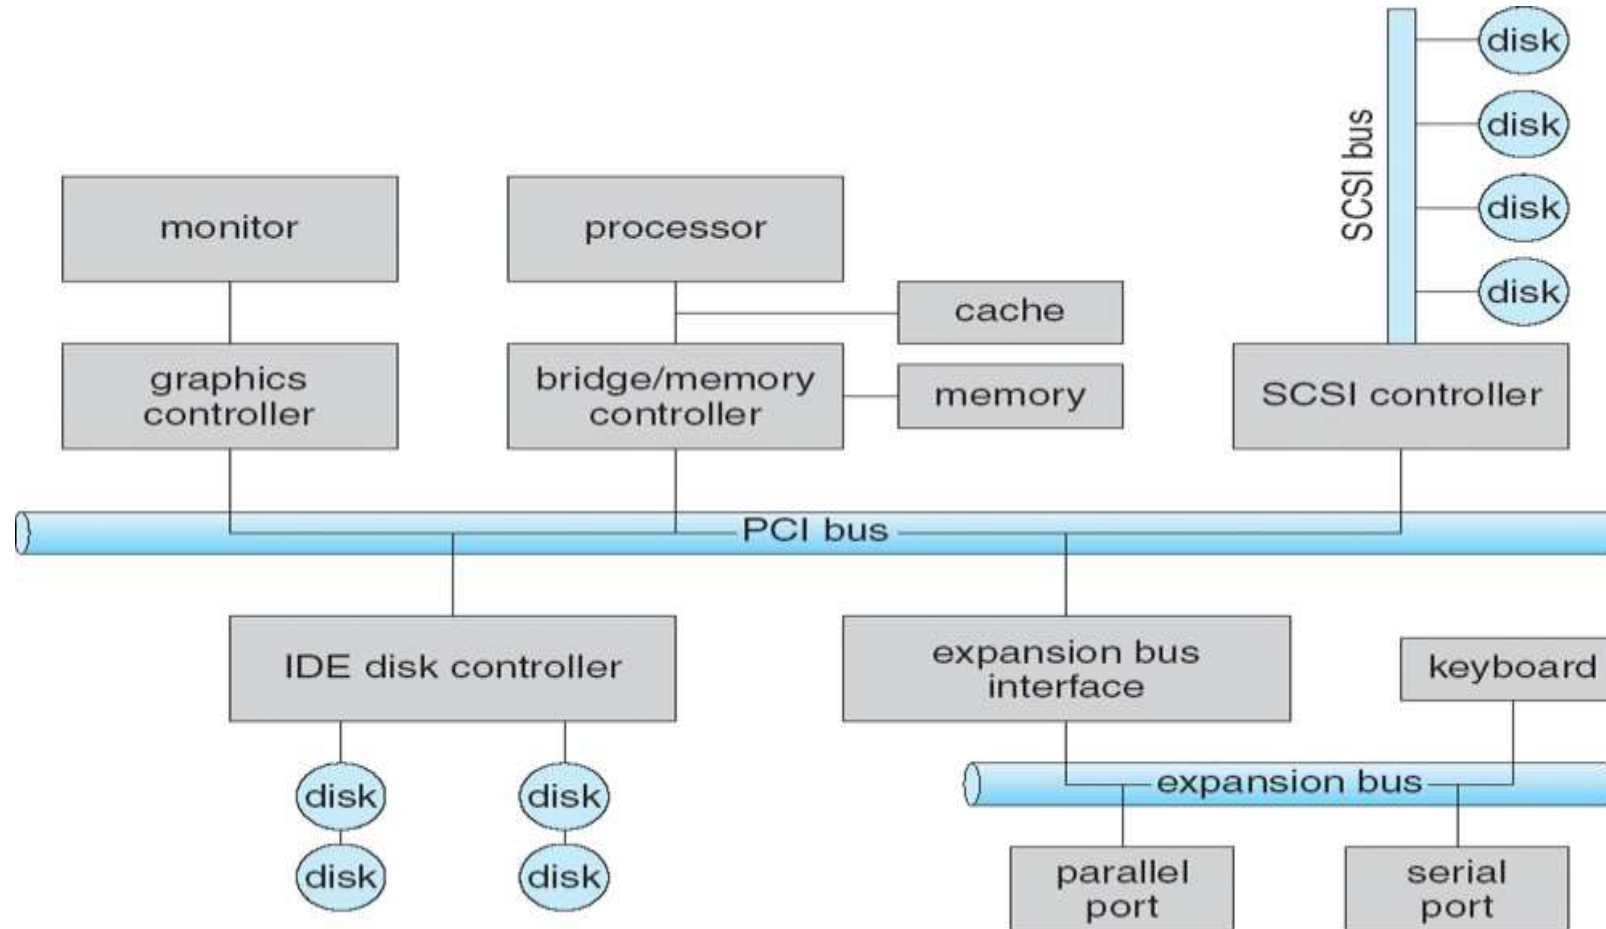 disk
disk
SCSI bus
disk
disk
monitor
processor
cache
graphics
controller
bridge/memory
controller
memory
SCSI controller
PCI bus
IDE disk controller
expansion bus
interface
keyboard
disk
disk
expansion bus
disk
disk
parallel
port
serial
port